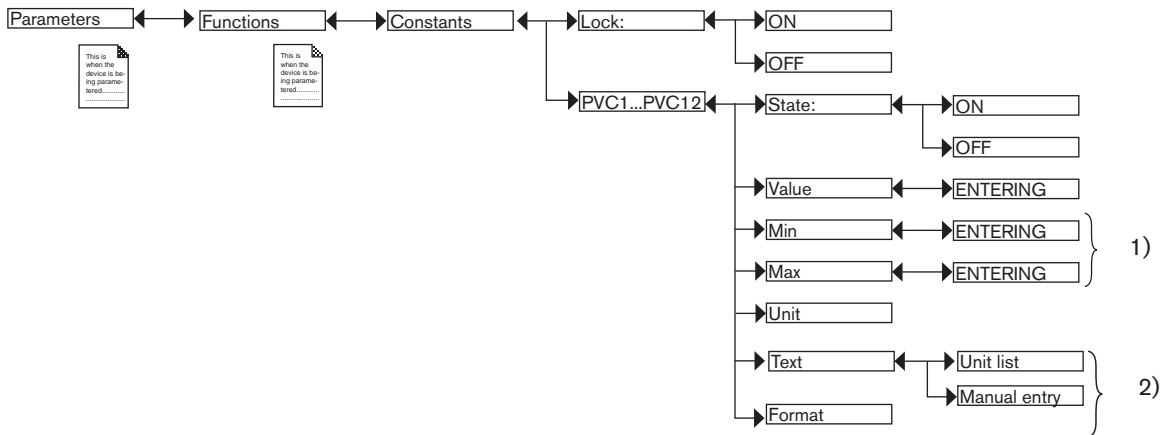 Parameters
Functions
Constants
Lock:
ON
OFF
This is
when the
device is be-
ing parame-
tered............
......................
This is
when the
device is be-
ing parame-
tered............
......................
PVC1...PVC12
State:
ON
OFF
Value
ENTERING
Min
ENTERING
Max
ENTERING
1)
Unit
Text
Unit list
Manual entry
2)
Format